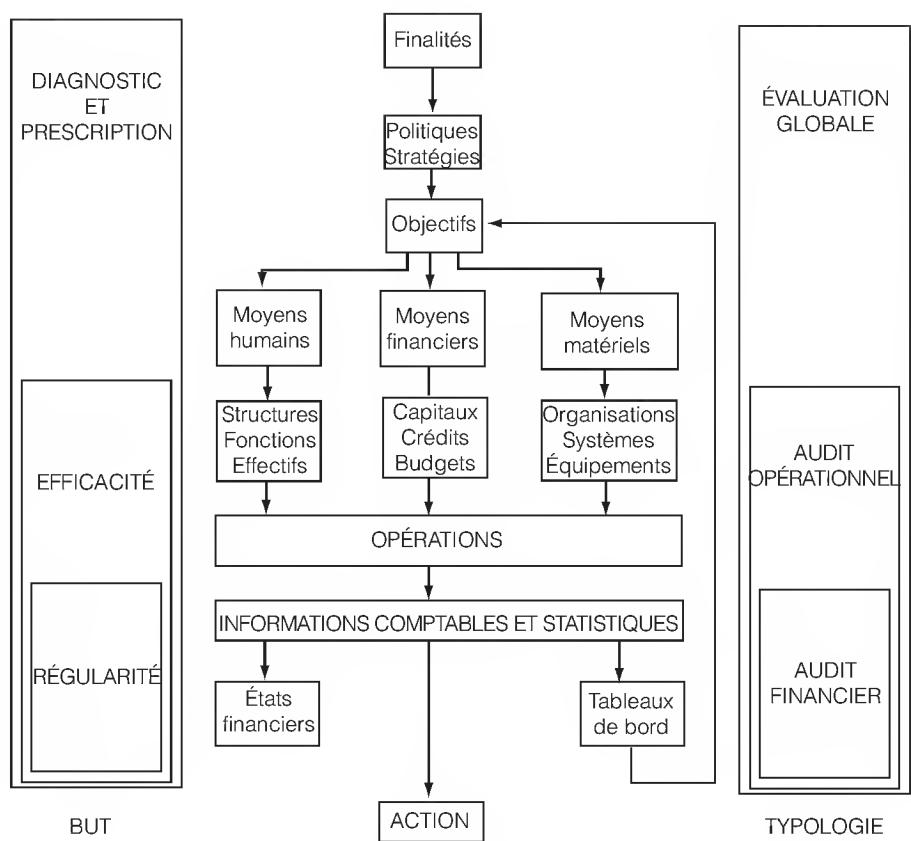 DIAGNOSTIC
ET
PRESCRIPTION
EFFICACITÉ
RÉGULARITÉ
BUT
Finalités
Politiques
Stratégies
Objectifs
Moyens
humains
Moyens
financiers
Moyens
matériels
Structures
Fonctions
Effectifs
Capitaux
Crédits
Budgets
Organisations
Systèmes
Équipements
OPÉRATIONS
INFORMATIONS COMPTABLES ET STATISTIQUES
États
financiers
Tableaux
de bord
ACTION
ÉVALUATION
GLOBALE
AUDIT
OPÉRATIONNEL
AUDIT
FINANCIER
TYPOLOGIE